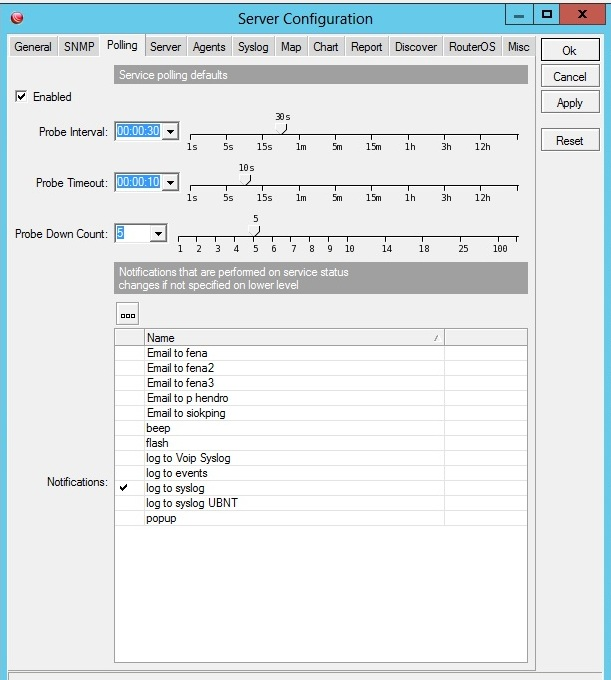 Server Configuration
General SNMP Polling Server Agents Syslog Map Chart Report Discover RouterOS Misc
Ok
Cancel
Apply
Reset
Service polling defaults
Enabled
30s
Probe Interval: 00:00:30
1s 5s 15s 1m 5m 15m 1h 3h 12h
10s
Probe Timeout: 00:00:10
1s 5s 15s 1m 5m 15m 1h 3h 12h
5
Probe Down Count: 5
1 2 3 4 5 6 7 8 9 10 14 18 25 100
Notifications that are performed on service status
changes if not specified on lower level
Name
Email to fena
Email to fena2
Email to fena3
Email to p hendro
Email to siokping
beep
flash
log to Voip Syslog
log to events
Notifications:
log to syslog
log to syslog UBNT
popup